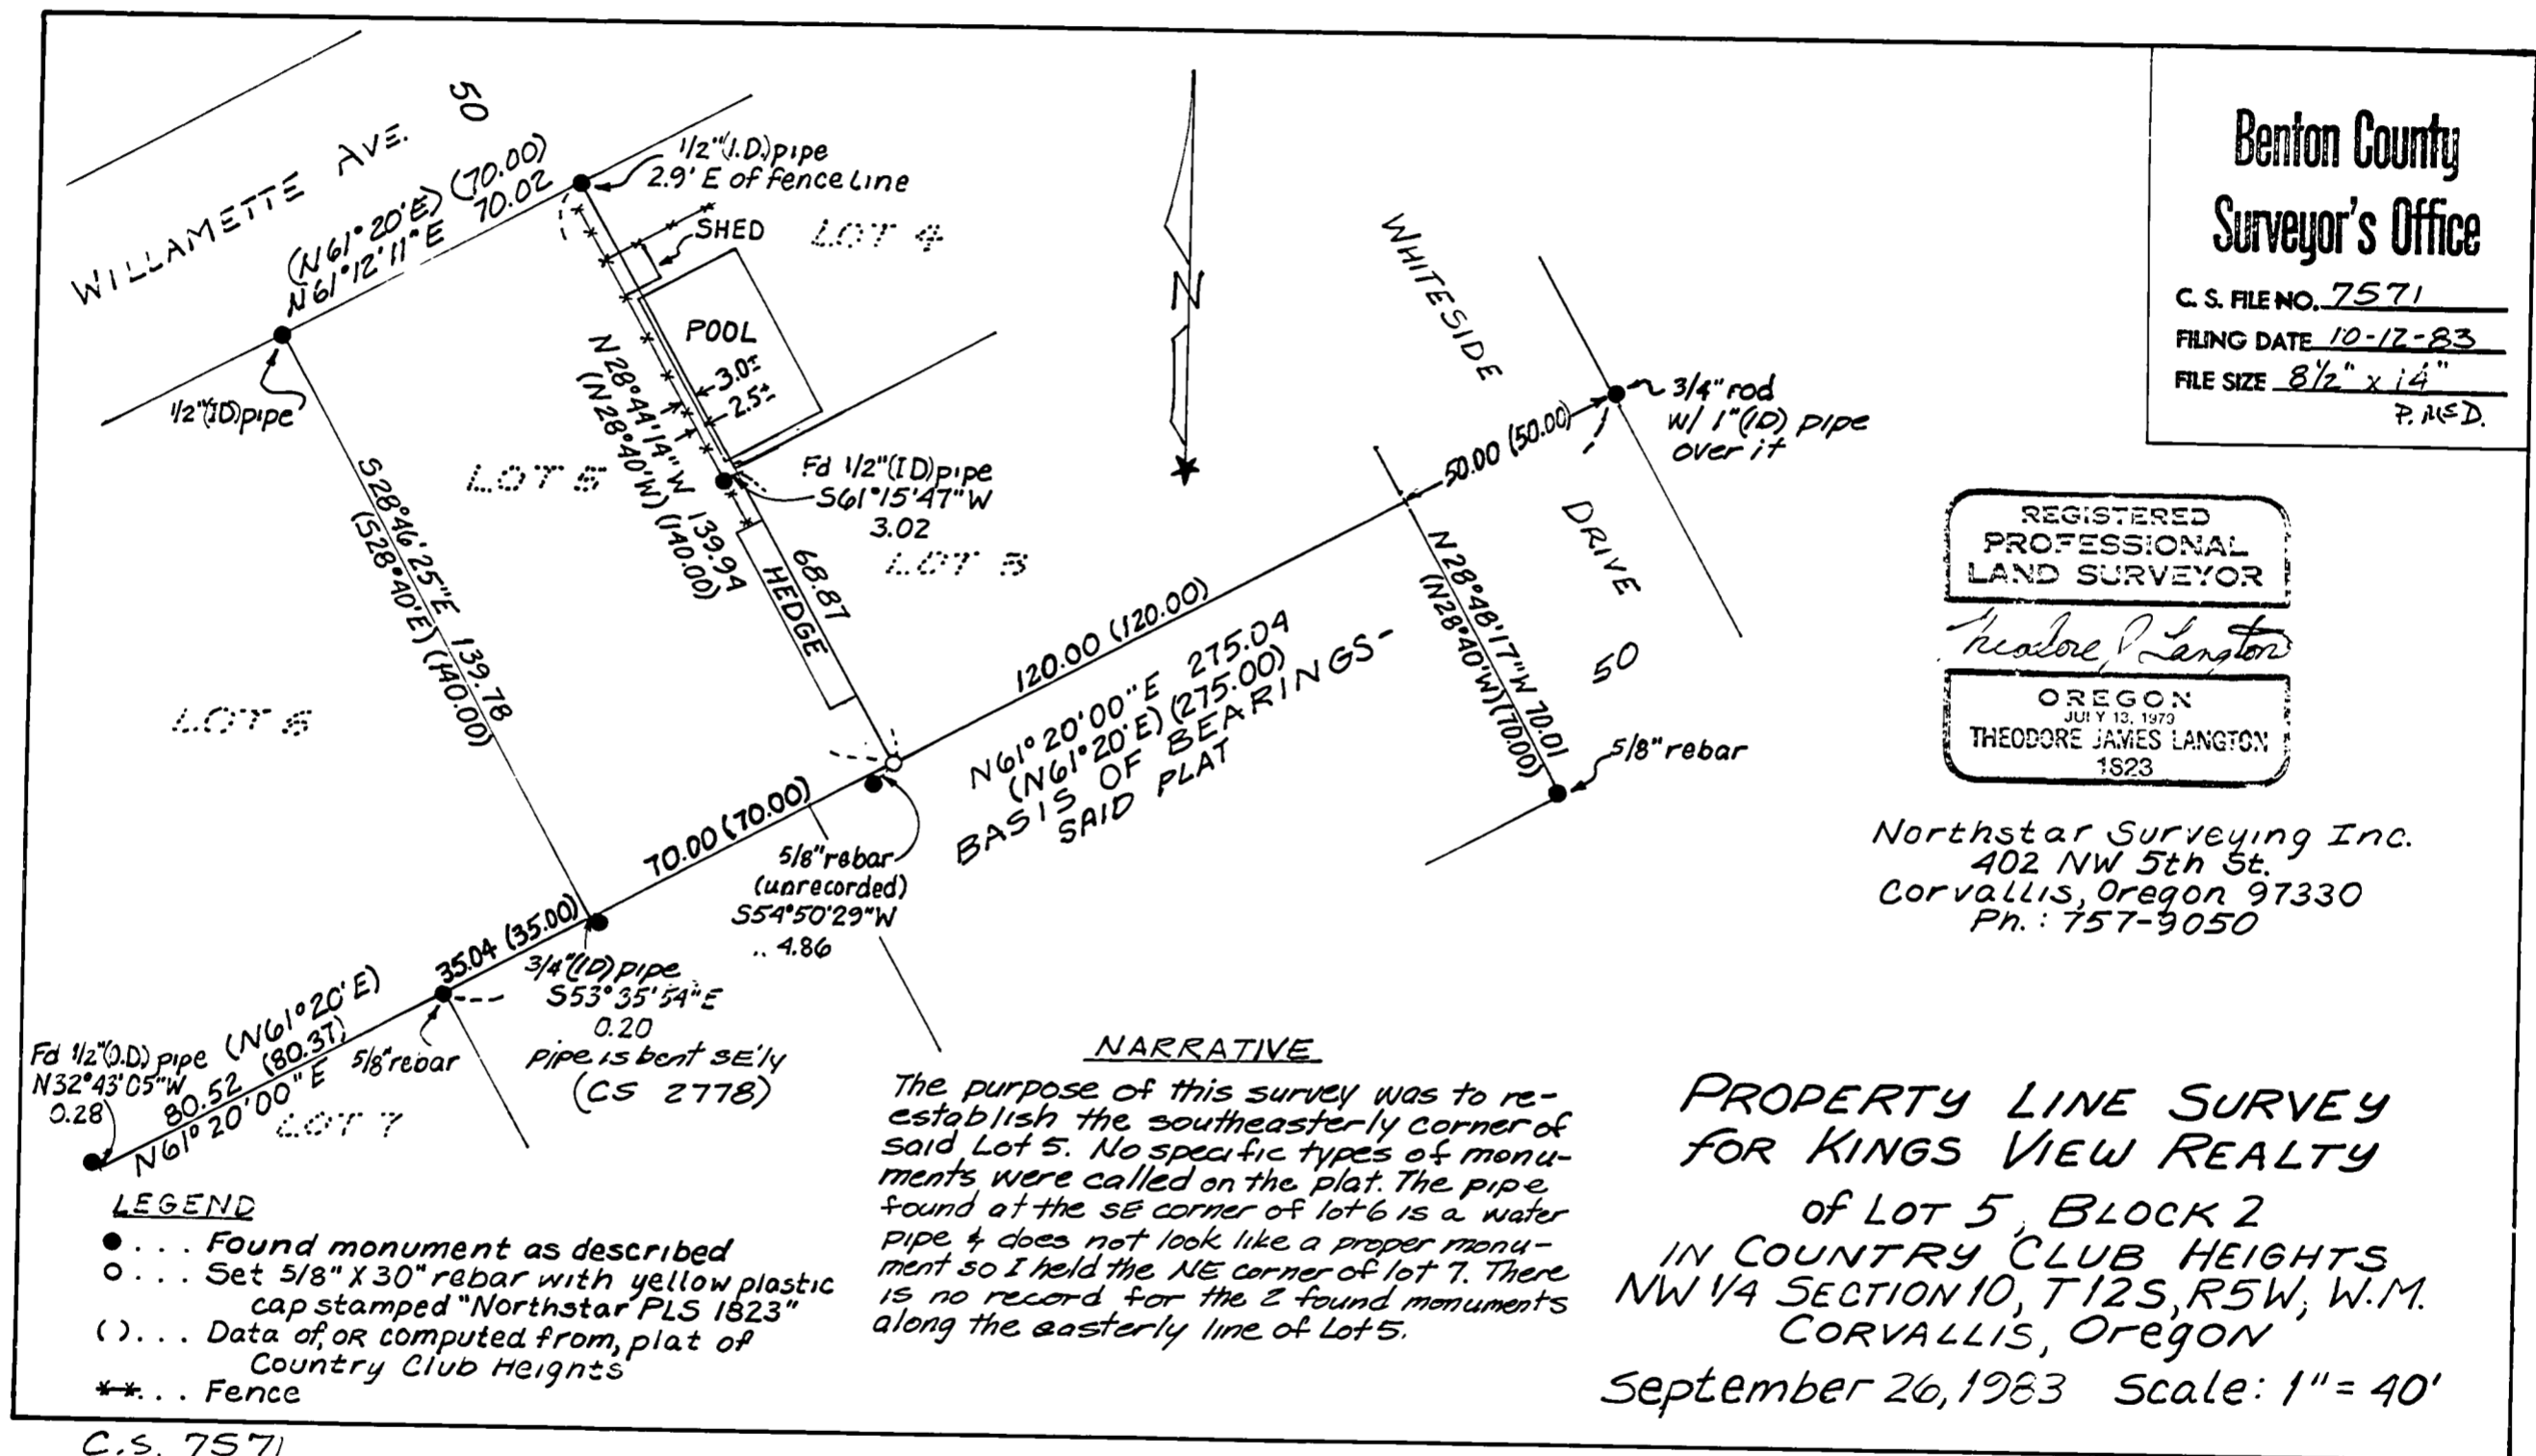 WILLAMETTE AVE. 50
(N61°20'E) (70.00)
N61°12'11"E 70.02
1/2"(I.D.) pipe
2.9' E of fence line
SHED
LOT 4
POOL
3.0±
2.5±
1/2"(ID) pipe
N28°44'14"W 139.94
(N28°40'W) (140.00)
LOT 5
S28°46'25"E 139.78
(S28°40'E) (140.00)
Fd 1/2"(ID) pipe
S61°15'47"W
3.02
68.87
HEDGE
LOT 3
LOT 6
N
WHITESIDE
DRIVE
50
50.00 (50.00)
3/4" rod
w/ 1"(ID) pipe
over it
N28°48'17"W 70.01
(N28°40'W) (70.00)
5/8" rebar
120.00 (120.00)
N61°20'00"E 275.04
(N61°20'E) (275.00)
BASIS OF BEARINGS-
SAID PLAT
70.00 (70.00)
5/8" rebar
(unrecorded)
S54°50'29"W
.. 4.86
35.04 (35.00)
3/4"(ID) pipe
S53°35'54"E
0.20
pipe is bent SE'ly
(CS 2778)
5/8" rebar
(N61°20'E)
(80.37)
80.52
N61°20'00"E
Fd 1/2"(O.D.) pipe
N32°43'05"W
0.28
LOT 7
LEGEND
● . . . Found monument as described
○ . . . Set 5/8" X 30" rebar with yellow plastic
cap stamped "Northstar PLS 1823"
( ) . . . Data of, or computed from, plat of
Country Club Heights
*-* . . . Fence
NARRATIVE
The purpose of this survey was to re-
establish the southeasterly corner of
said Lot 5. No specific types of monu-
ments were called on the plat. The pipe
found at the SE corner of lot 6 is a water
pipe & does not look like a proper monu-
ment so I held the NE corner of lot 7. There
is no record for the 2 found monuments
along the easterly line of Lot 5.
Benton County
Surveyor's Office
C. S. FILE NO. 7571
FILING DATE 10-12-83
FILE SIZE 8 1/2" x 14"
P. McD.
REGISTERED
PROFESSIONAL
LAND SURVEYOR
Theodore J Langton
OREGON
JULY 13, 1979
THEODORE JAMES LANGTON
1823
Northstar Surveying Inc.
402 NW 5th St.
Corvallis, Oregon 97330
Ph.: 757-9050
PROPERTY LINE SURVEY
for KINGS VIEW REALTY
of LOT 5, BLOCK 2
IN COUNTRY CLUB HEIGHTS
NW 1/4 SECTION 10, T12S, R5W, W.M.
CORVALLIS, Oregon
September 26, 1983 Scale: 1" = 40'
C.S. 7571